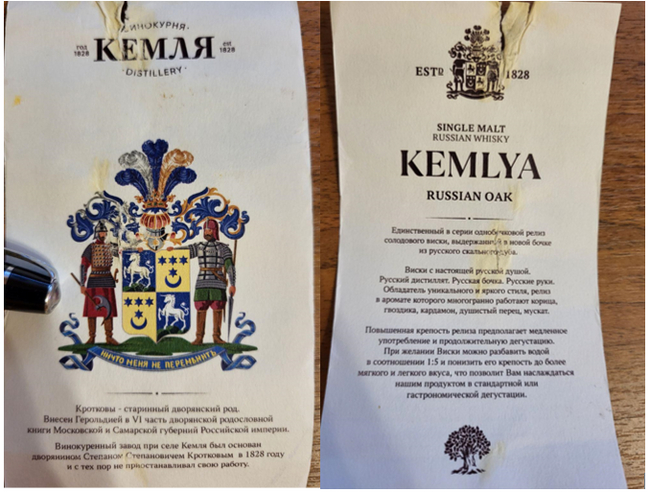 ВИНОКУРНЯ
год 1828 КЕМЛЯ est 1828
DISTILLERY
НИЧТО МЕНЯ НЕ ПЕРЕМѢНИТЪ
Кротковы - старинный дворянский род.
Внесен Герольдией в VI часть дворянской родословной
книги Московской и Самарской губерний Российской империи.
Винокуренный завод при селе Кемля был основан
дворянином Степаном Степановичем Кротковым в 1828 году
и с тех пор не приостанавливал свою работу.
ESTD 1828
SINGLE MALT
RUSSIAN WHISKY
KEMLYA
RUSSIAN OAK
Единственный в серии однобочковой релиз
солодового виски, выдержанный в новой бочке
из русского скального дуба.
Виски с настоящей русской душой.
Русский дистиллят. Русская бочка. Русские руки.
Обладатель уникального и яркого стиля, релиз
в аромате которого многогранно работают корица,
гвоздика, кардамон, душистый перец, мускат.
Повышенная крепость релиза предполагает медленное
употребление и продолжительную дегустацию.
При желании Виски можно разбавить водой
в соотношении 1:5 и понизить его крепость до более
мягкого и легкого вкуса, что позволит Вам наслаждаться
нашим продуктом в стандартной или
гастрономической дегустации.